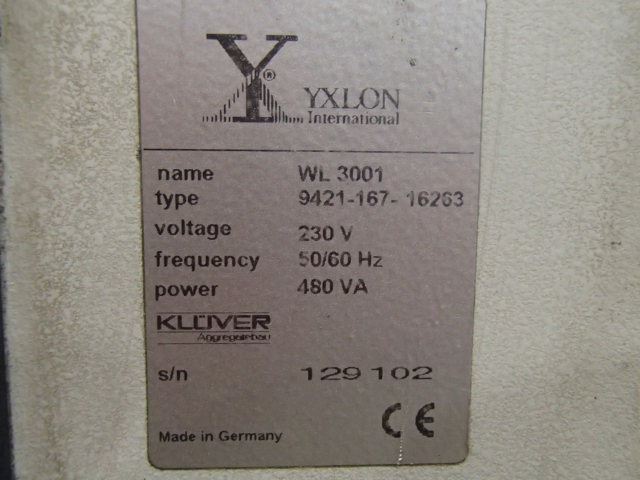 Y®
YXLON
International
name WL 3001
type 9421-167- 16263
voltage 230 V
frequency 50/60 Hz
power 480 VA
KLÜVER
Aggregatebau
s/n 129 102
Made in Germany CE